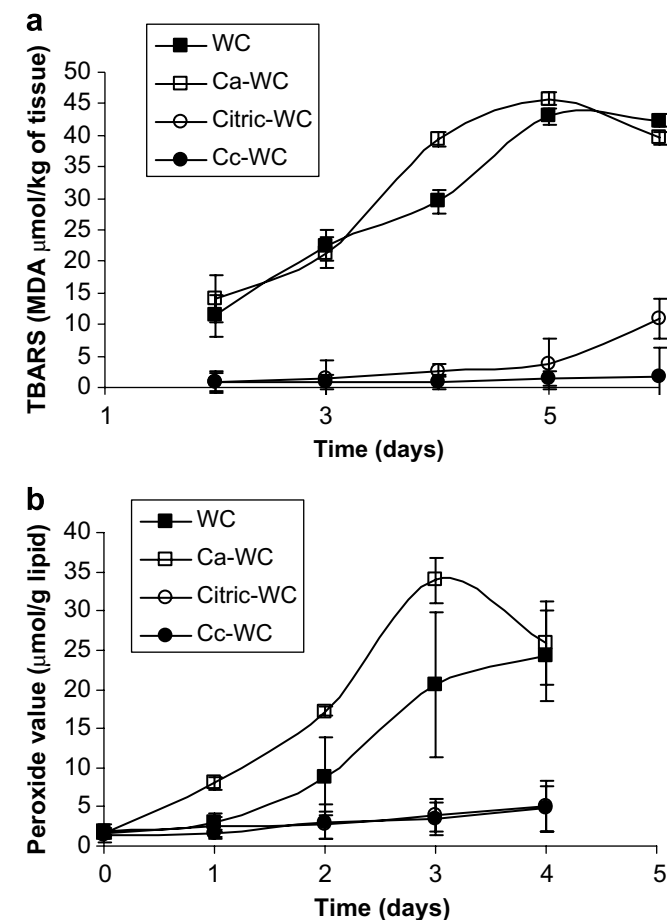 a
WC
Ca-WC
Citric-WC
Cc-WC
TBARS (MDA μmol/kg of tissue)
50
45
40
35
30
25
20
15
10
5
0
1
3
5
Time (days)
b
WC
Ca-WC
Citric-WC
Cc-WC
Peroxide value (μmol/g lipid)
40
35
30
25
20
15
10
5
0
0
1
2
3
4
5
Time (days)